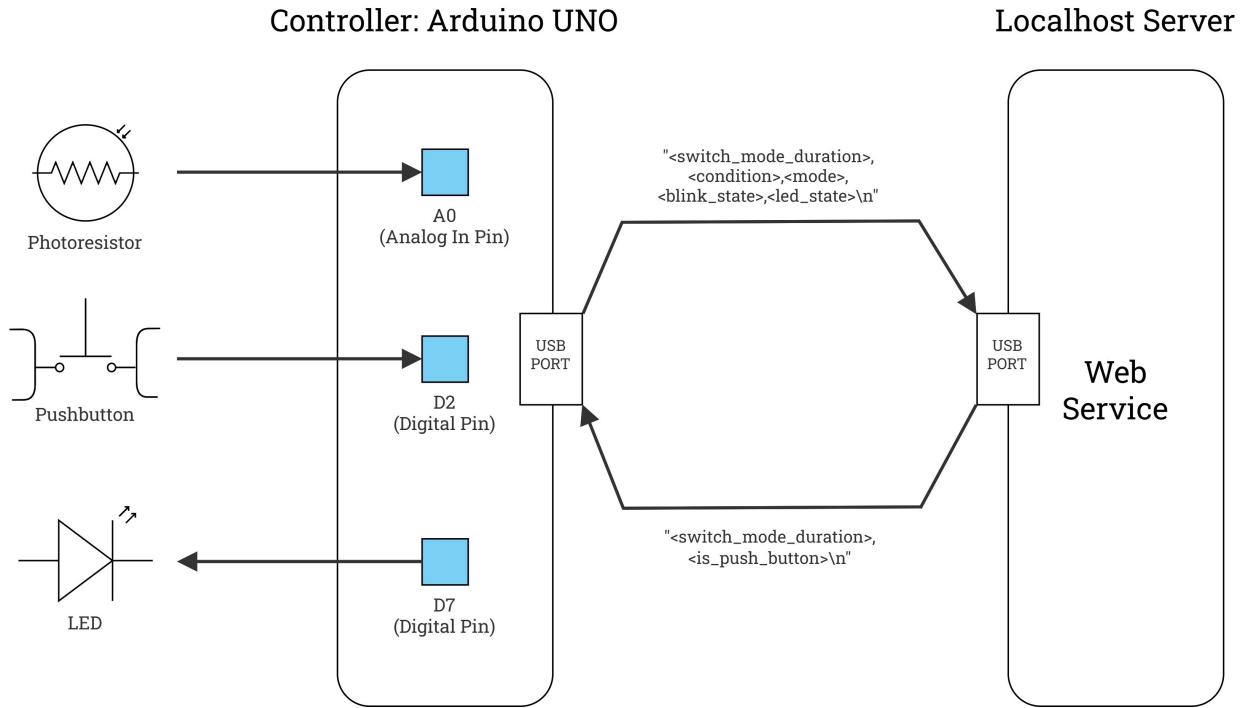 Controller: Arduino UNO
Localhost Server
Photoresistor
A0
(Analog In Pin)
"<switch_mode_duration>,
<condition>,<mode>,
<blink_state>,<led_state>\n"
Pushbutton
D2
(Digital Pin)
USB
PORT
USB
PORT
Web
Service
"<switch_mode_duration>,
<is_push_button>\n"
LED
D7
(Digital Pin)